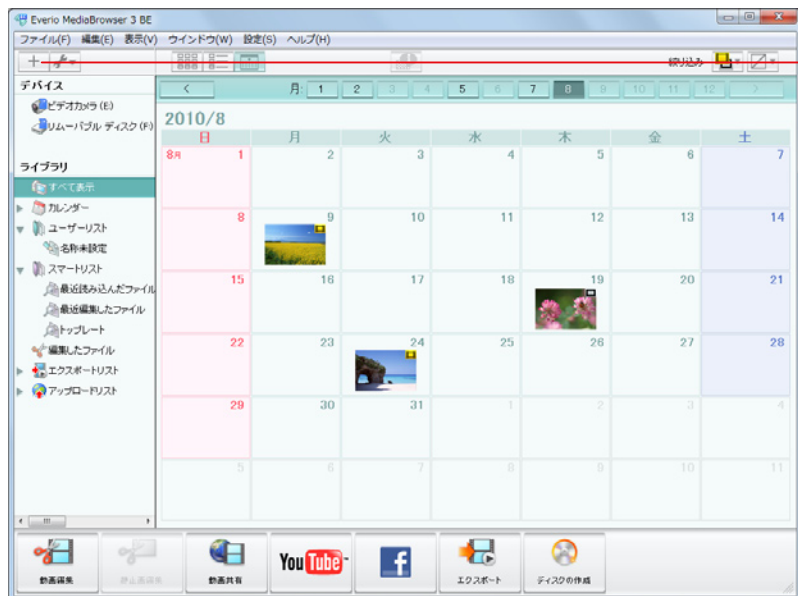 Everio MediaBrowser 3 BE
ファイル(F) 編集(E) 表示(V) ウインドウ(W) 設定(S) ヘルプ(H)
絞り込み
デバイス
ビデオカメラ (E)
リムーバブル ディスク (F)
ライブラリ
すべて表示
カレンダー
ユーザーリスト
名称未設定
スマートリスト
最近読み込んだファイル
最近編集したファイル
トップレート
編集したファイル
エクスポートリスト
アップロードリスト
< 月: 1 2 3 4 5 6 7 8 9 10 11 12 >
2010/8
日 月 火 水 木 金 土
8月 1 2 3 4 5 6 7
8 9 10 11 12 13 14
15 16 17 18 19 20 21
22 23 24 25 26 27 28
29 30 31 1 2 3 4
5 6 7 8 9 10 11
動画編集 静止画編集 動画共有 YouTube f エクスポート ディスクの作成